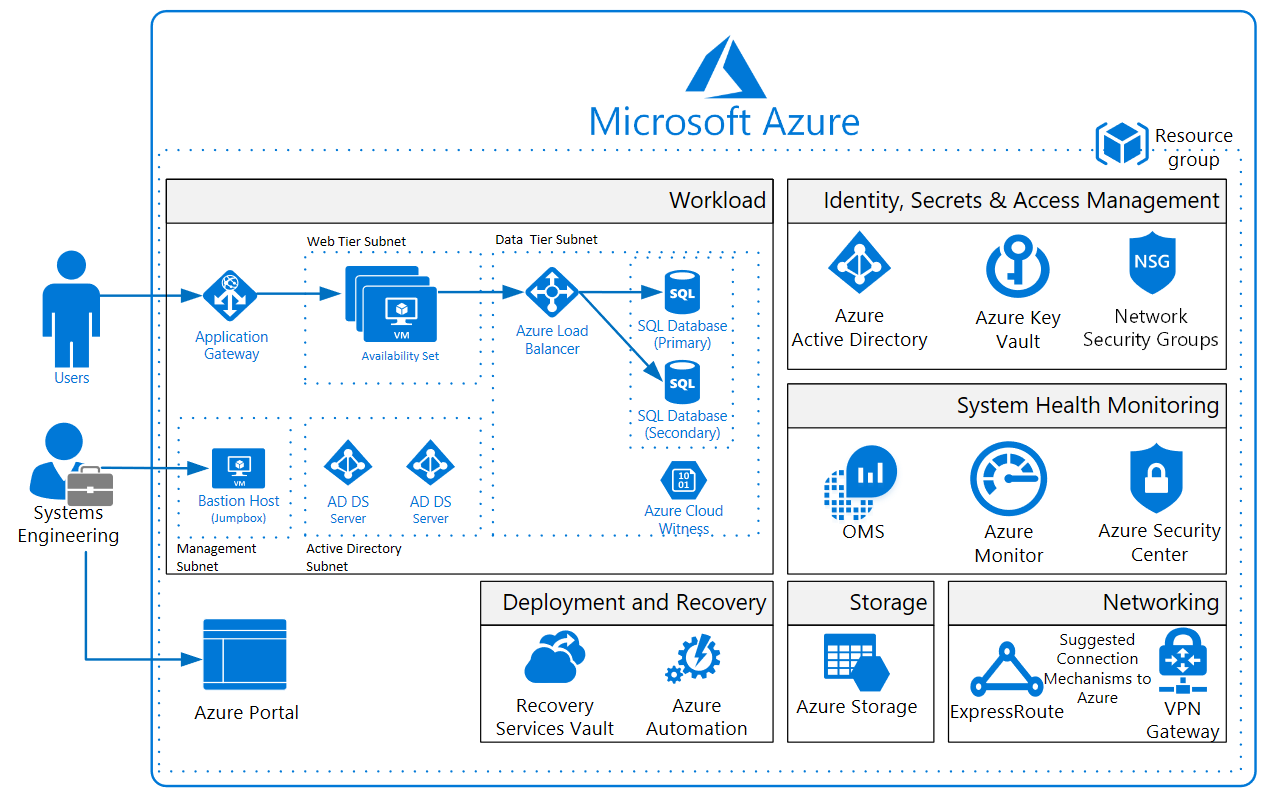 Microsoft Azure
Resource
group
Workload
Web Tier Subnet
Data Tier Subnet
Users
Application
Gateway
VM
Availability Set
Azure Load
Balancer
SQL
SQL Database
(Primary)
SQL
SQL Database
(Secondary)
10
01
Azure Cloud
Witness
Systems
Engineering
VM
Bastion Host
(Jumpbox)
Management
Subnet
AD DS
Server
AD DS
Server
Active Directory
Subnet
Azure Portal
Identity, Secrets & Access Management
Azure
Active Directory
Azure Key
Vault
NSG
Network
Security Groups
System Health Monitoring
OMS
Azure
Monitor
Azure Security
Center
Deployment and Recovery
Recovery
Services Vault
Azure
Automation
Storage
Azure Storage
Networking
ExpressRoute
Suggested
Connection
Mechanisms to
Azure
VPN
Gateway